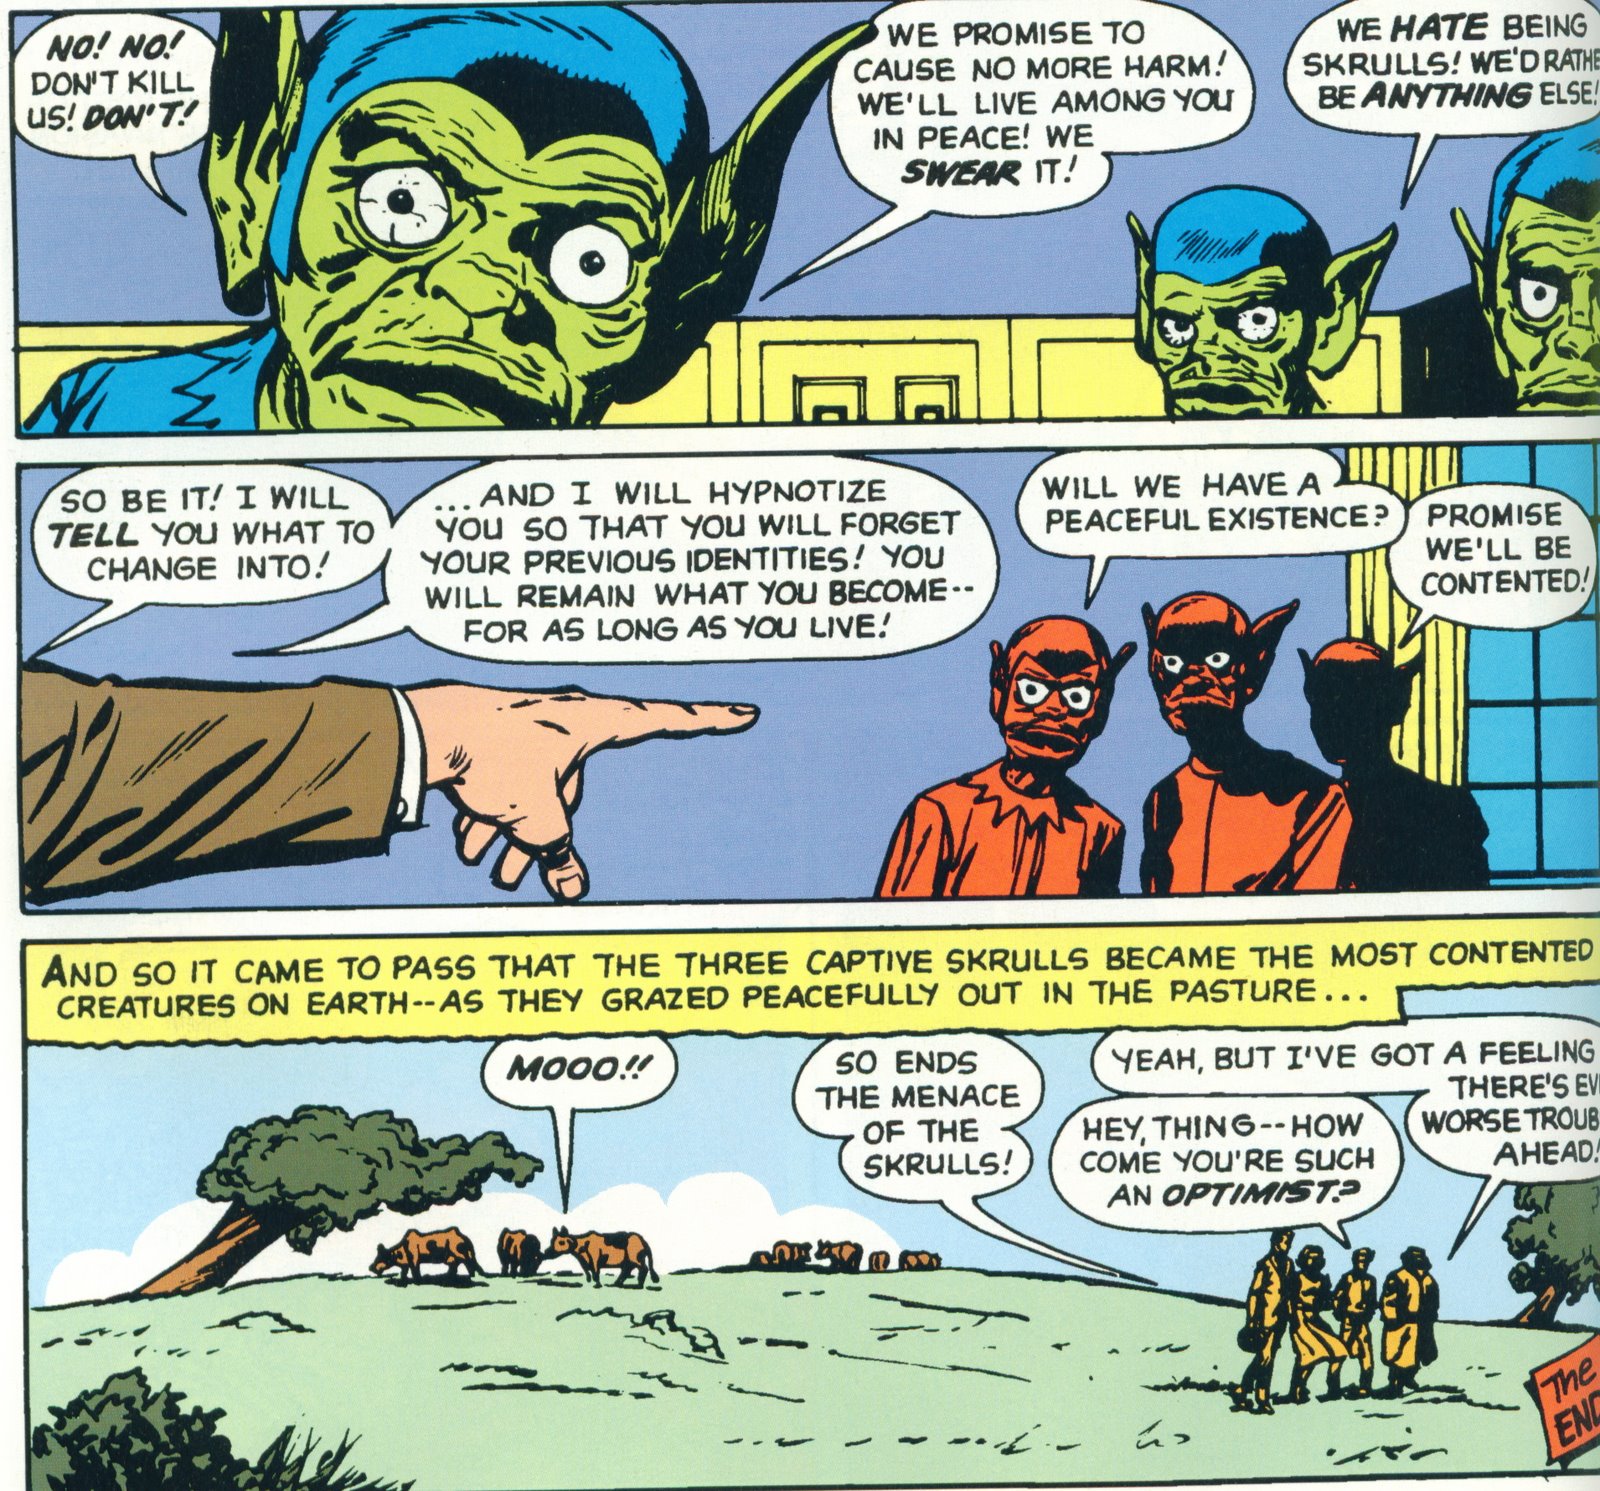 NO! NO!
DON'T KILL
US! DON'T!
WE PROMISE TO
CAUSE NO MORE HARM!
WE'LL LIVE AMONG YOU
IN PEACE! WE
SWEAR IT!
WE HATE BEING
SKRULLS! WE'D RATHE
BE ANYTHING ELSE!
SO BE IT! I WILL
TELL YOU WHAT TO
CHANGE INTO!
...AND I WILL HYPNOTIZE
YOU SO THAT YOU WILL FORGET
YOUR PREVIOUS IDENTITIES! YOU
WILL REMAIN WHAT YOU BECOME--
FOR AS LONG AS YOU LIVE!
WILL WE HAVE A
PEACEFUL EXISTENCE?
PROMISE
WE'LL BE
CONTENTED!
AND SO IT CAME TO PASS THAT THE THREE CAPTIVE SKRULLS BECAME THE MOST CONTENTED
CREATURES ON EARTH--AS THEY GRAZED PEACEFULLY OUT IN THE PASTURE...
MOOO!!
SO ENDS
THE MENACE
OF THE
SKRULLS!
YEAH, BUT I'VE GOT A FEELING
THERE'S EV
WORSE TROUB
AHEAD!
HEY, THING--HOW
COME YOU'RE SUCH
AN OPTIMIST?
The
END